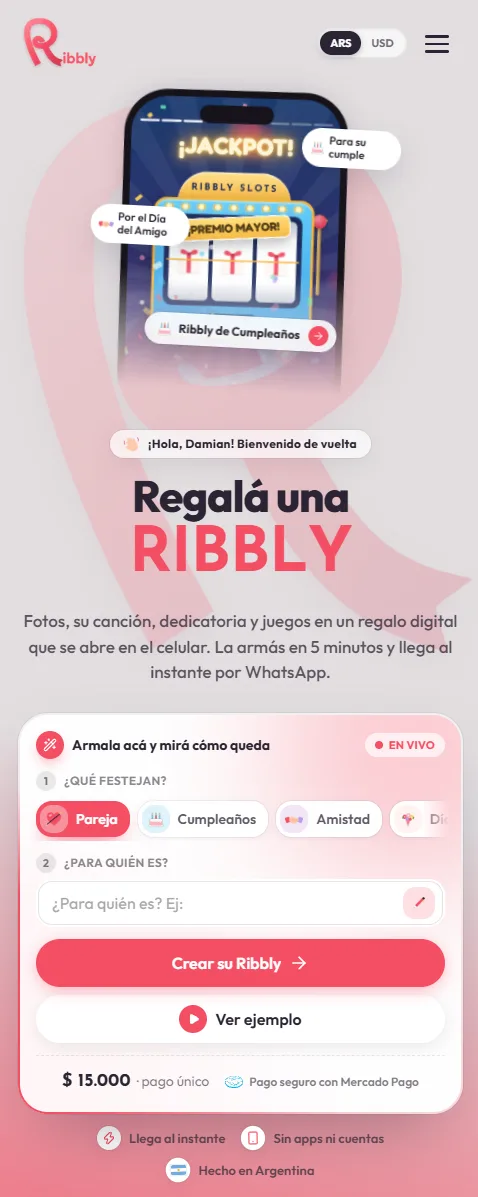 Ribbly
ARS USD
¡JACKPOT!
Para su
cumple
RIBBLY SLOTS
Por el Día
del Amigo
¡PREMIO MAYOR!
Ribbly de Cumpleaños
¡Hola, Damian! Bienvenido de vuelta
Regalá una
RIBBLY
Fotos, su canción, dedicatoria y juegos en un regalo digital
que se abre en el celular. La armás en 5 minutos y llega al
instante por WhatsApp.
Armala acá y mirá cómo queda
EN VIVO
1 ¿QUÉ FESTEJAN?
Pareja Cumpleaños Amistad
2 ¿PARA QUIÉN ES?
¿Para quién es? Ej:
Crear su Ribbly
Ver ejemplo
$ 15.000 · pago único Pago seguro con Mercado Pago
Llega al instante Sin apps ni cuentas
Hecho en Argentina